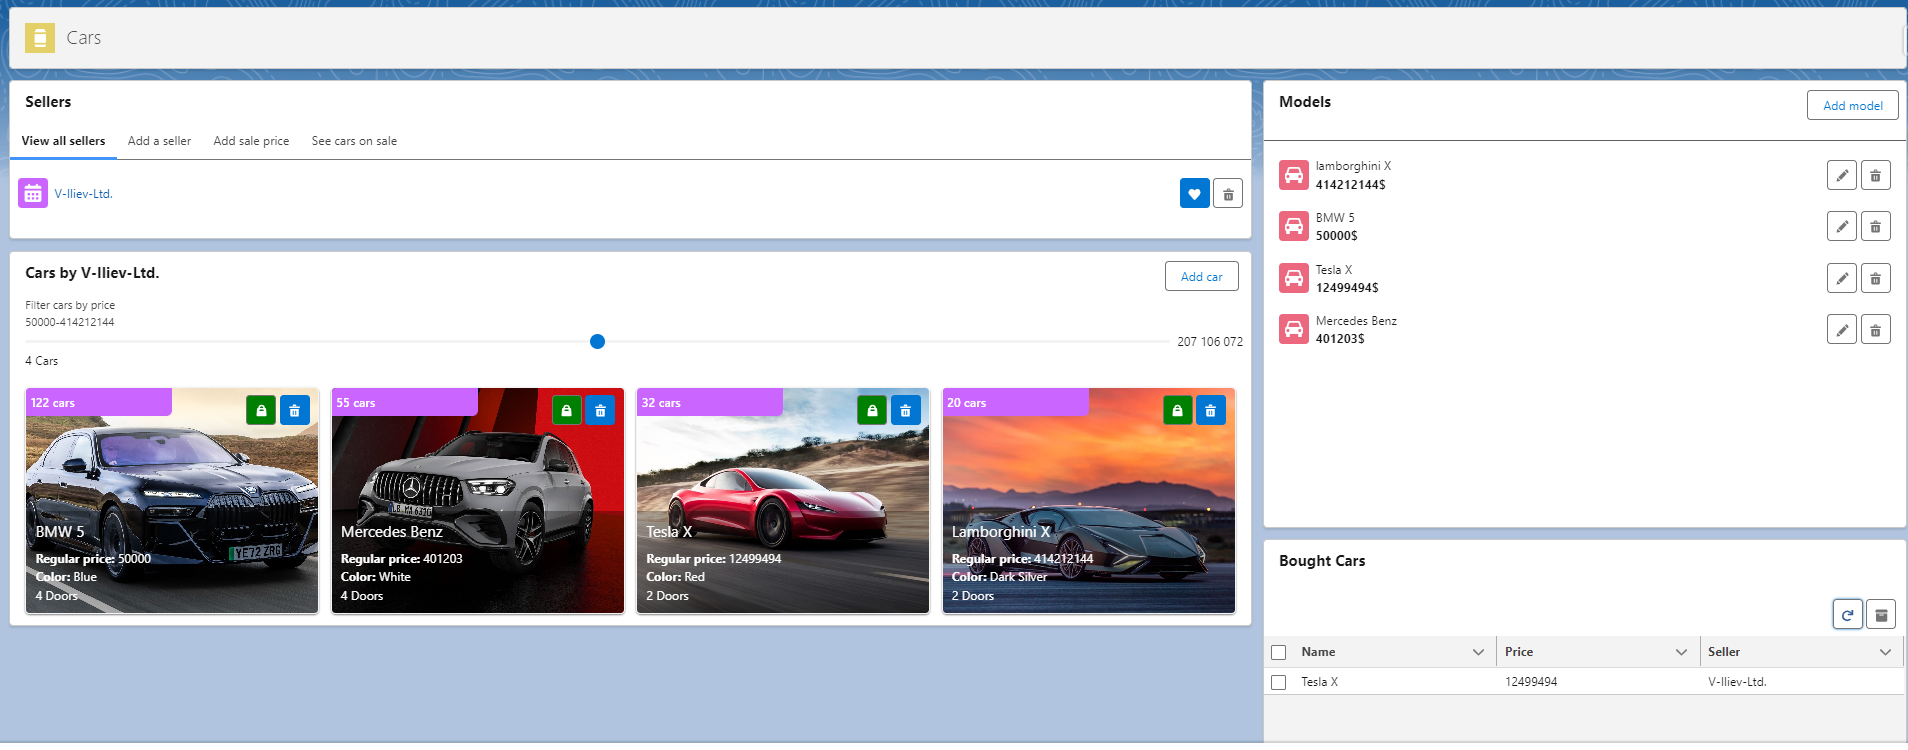 Cars
Sellers
View all sellers Add a seller Add sale price See cars on sale
V-Iliev-Ltd.
Cars by V-Iliev-Ltd.
Add car
Filter cars by price
50000-414212144
207 106 072
4 Cars
122 cars
YE72 ZRG
BMW 5
Regular price: 50000
Color: Blue
4 Doors
55 cars
Mercedes Benz
Regular price: 401203
Color: White
4 Doors
32 cars
Tesla X
Regular price: 12499494
Color: Red
2 Doors
20 cars
Lamborghini X
Regular price: 414212144
Color: Dark Silver
2 Doors
Models
Add model
lamborghini X
414212144$
BMW 5
50000$
Tesla X
12499494$
Mercedes Benz
401203$
Bought Cars
Name Price Seller
Tesla X 12499494 V-Iliev-Ltd.